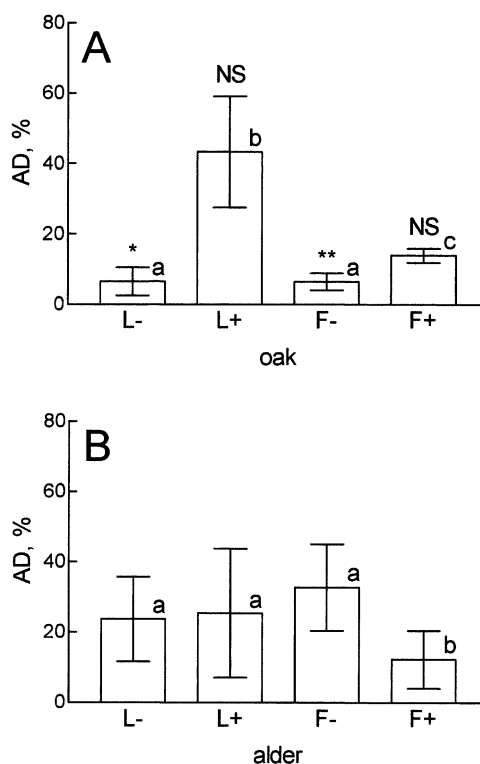 A
AD, %
80
60
40
20
0
NS
b
*
a
**
a
NS
c
L-
L+
F-
F+
oak
B
AD, %
80
60
40
20
0
a
a
a
b
L-
L+
F-
F+
alder